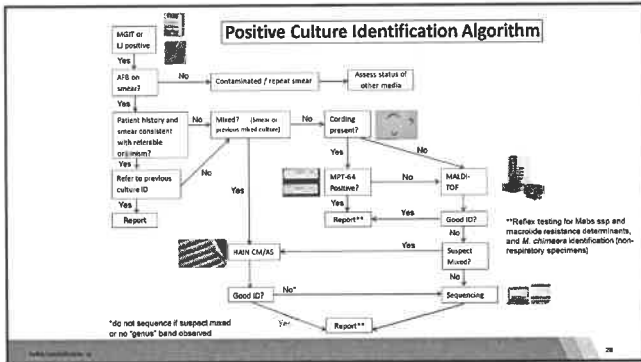 Positive Culture Identification Algorithm
MGIT or
LJ positive
Yes
AFB on
smear?
No
Contaminated / repeat smear
Assess status of
other media
Yes
Patient history and
smear consistent
with referable
organism?
No
Mixed? (Smear or
previous mixed culture)
No
Cording
present?
Yes
No
Yes
No
Refer to previous
culture ID
Yes
MPT-64
Positive?
No
MALDI-
TOF
Yes
Report
Yes
Report**
Yes
Good ID?
No
**Reflex testing for Mabs ssp and
macrolide resistance determinants,
and M. chimaera identification (non-
respiratory specimens)
HAIN CM/AS
Yes
Suspect
Mixed?
No
Good ID?
No*
Sequencing
Yes
Report**
*do not sequence if suspect mixed
or no "genus" band observed
28